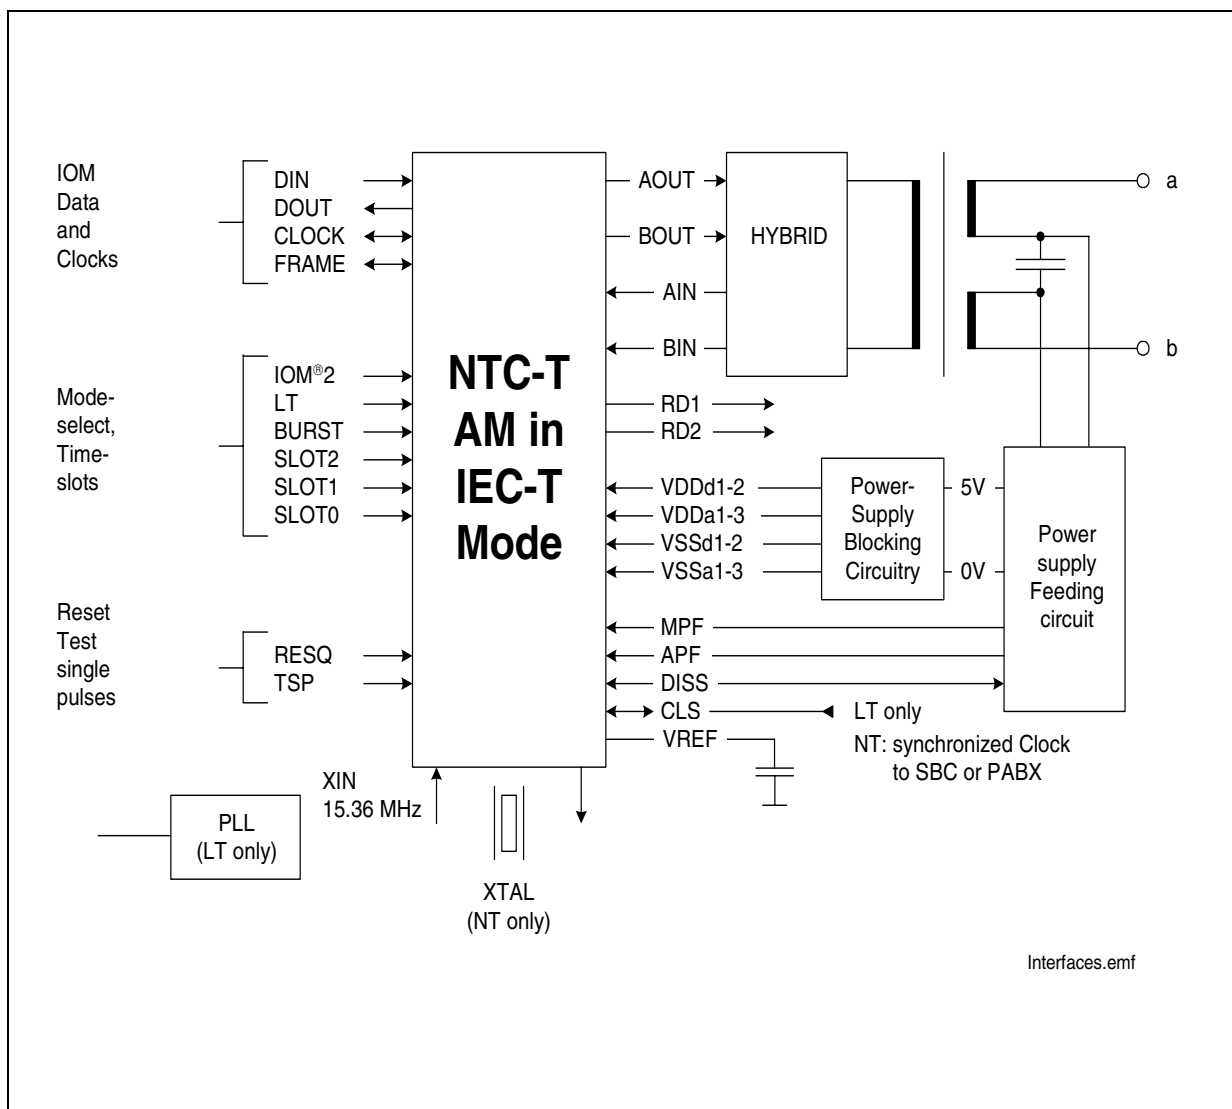 IOM
Data
and
Clocks
DIN
DOUT
CLOCK
FRAME
Mode-
select,
Time-
slots
IOM®2
LT
BURST
SLOT2
SLOT1
SLOT0
Reset
Test
single
pulses
RESQ
TSP
NTC-T
AM in
IEC-T
Mode
AOUT
BOUT
AIN
BIN
HYBRID
a
b
RD1
RD2
VDDd1-2
VDDa1-3
VSSd1-2
VSSa1-3
Power-
Supply
Blocking
Circuitry
5V
0V
Power
supply
Feeding
circuit
MPF
APF
DISS
CLS
VREF
LT only
NT: synchronized Clock
to SBC or PABX
XIN
15.36 MHz
PLL
(LT only)
XTAL
(NT only)
Interfaces.emf